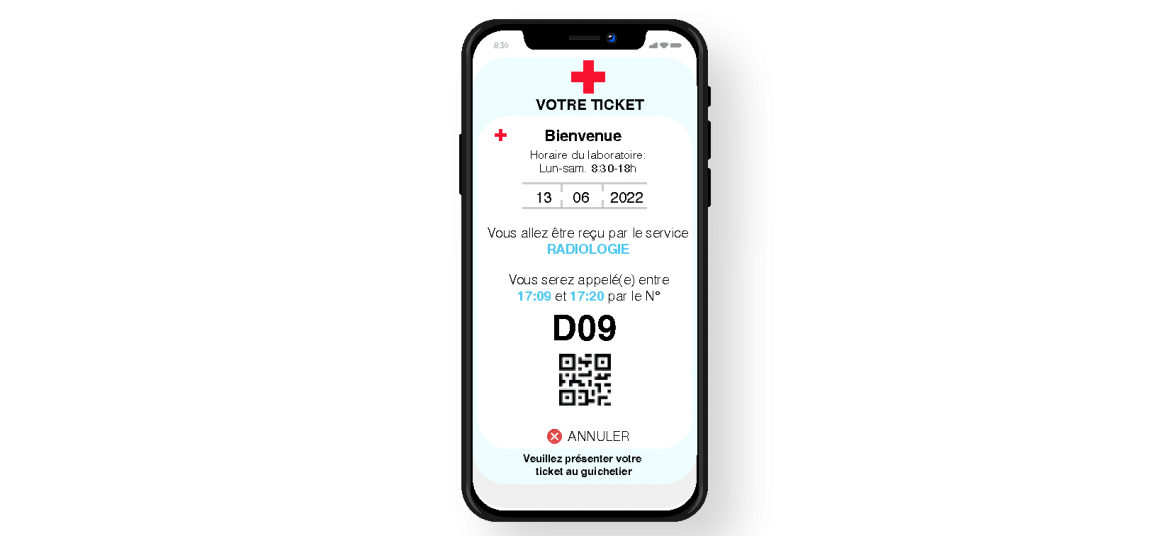 8:30
VOTRE TICKET
Bienvenue
Horaire du laboratoire:
Lun-sam. 8:30-18h
13 06 2022
Vous allez être reçu par le service
RADIOLOGIE
Vous serez appelé(e) entre
17:09 et 17:20 par le N°
D09
ANNULER
Veuillez présenter votre
ticket au guichetier